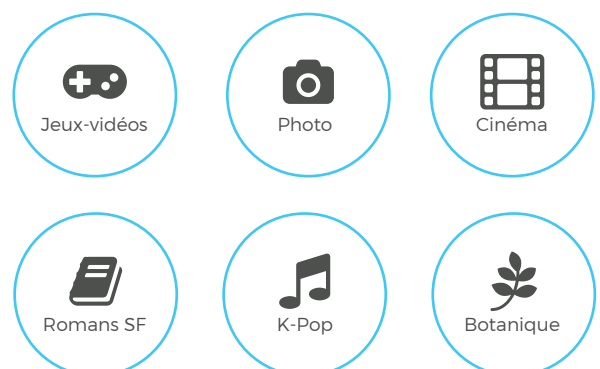 Jeux-vidéos
Photo
Cinéma
Romans SF
K-Pop
Botanique